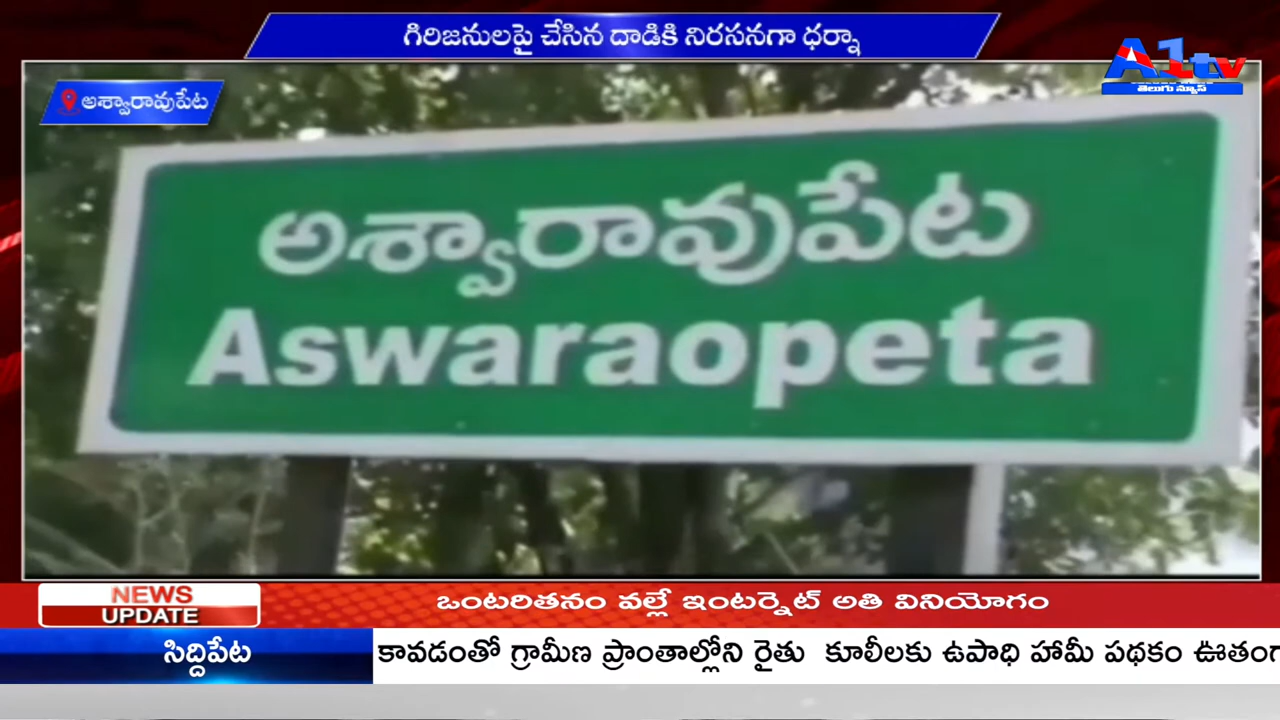 గిరిజనులపై చేసిన దాడికి నిరసనగా ధర్నా
A1tv
తెలుగు న్యూస్
అశ్వారావుపేట
అశ్వారావుపేట
Aswaraopeta
NEWS
UPDATE
ఒంటరితనం వల్లే ఇంటర్నెట్ అతి వినియోగం
సిద్దిపేట
కావడంతో గ్రామీణ ప్రాంతాల్లోని రైతు కూలీలకు ఉపాధి హామీ పథకం